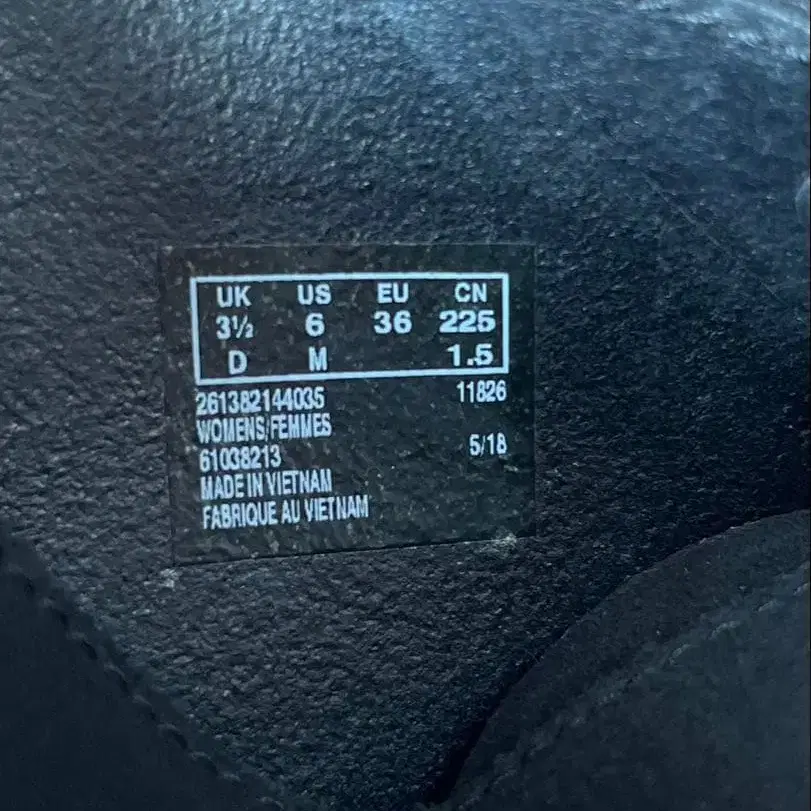 UK US EU CN
3½ 6 36 225
D M 1.5
261382144035 11826
WOMENS/FEMMES
61038213 5/18
MADE IN VIETNAM
FABRIQUE AU VIETNAM